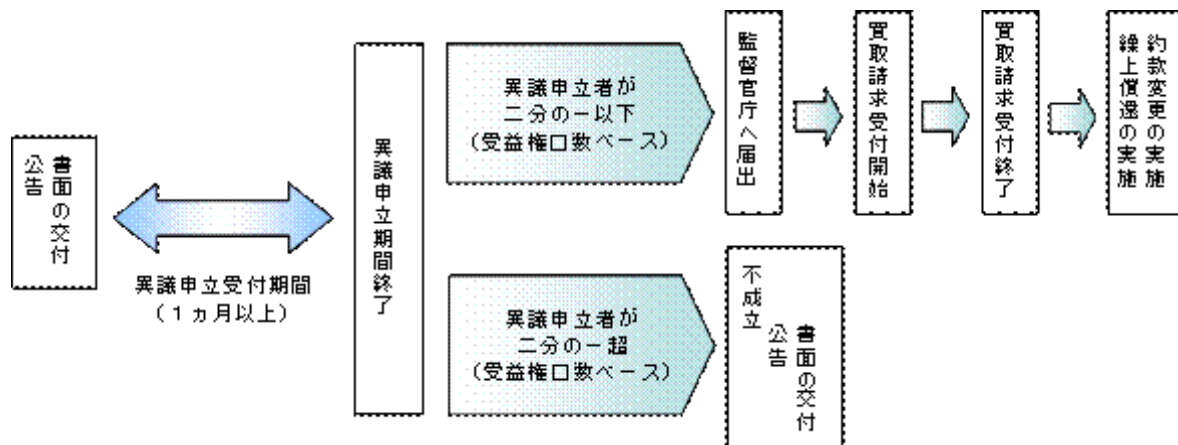 書面の交付
公告
異議申立受付期間
(1ヵ月以上)
異議申立期間終了
異議申立者が
二分の一以下
(受益権口数ベース)
監督官庁へ届出
買取請求受付開始
買取請求受付終了
約款変更の実施
繰上償還の実施
異議申立者が
二分の一超
(受益権口数ベース)
不成立
書面の交付
公告